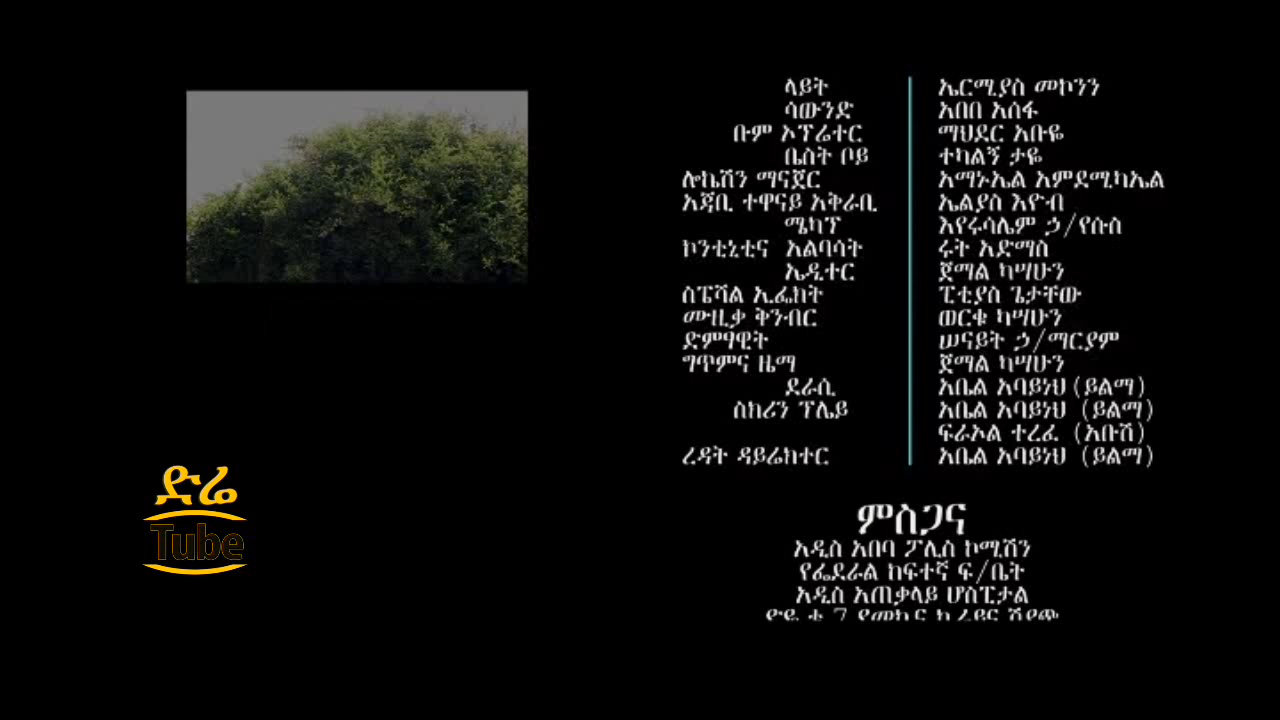 ላይት ኤርሚያስ መኮንን
ሳውንድ አበበ አሰፋ
ቡም ኦፕሬተር ማህደር አቡዬ
ቤስት ቦይ ተካልኝ ታዬ
ሎኬሽን ማናጀር አማኑኤል አምደሚካኤል
አጃቢ ተዋናይ አቅራቢ ኤልያስ እዮብ
ሜካፕ እየሩሳሌም ኃ/የሱስ
ኮንቲኒቲና አልባሳት ሩት አድማስ
ኤዲተር ጀማል ካሣሁን
ስፔሻል ኢፌክት ፒቲያስ ጌታቸው
ሙዚቃ ቅንብር ወርቁ ካሣሁን
ድምፃዊት ሠናይት ኃ/ማርያም
ግጥምና ዜማ ጀማል ካሣሁን
ደራሲ አቤል አባይነህ (ይልማ)
ስክሪን ፕሌይ አቤል አባይነህ (ይልማ)
ፍራኦል ተረፈ (አቡሽ)
ረዳት ዳይሬክተር አቤል አባይነህ (ይልማ)
ምስጋና
አዲስ አበባ ፖሊስ ኮሚሽን
የፌደራል ከፍተኛ ፍ/ቤት
አዲስ አጠቃላይ ሆስፒታል
ድሬ
Tube